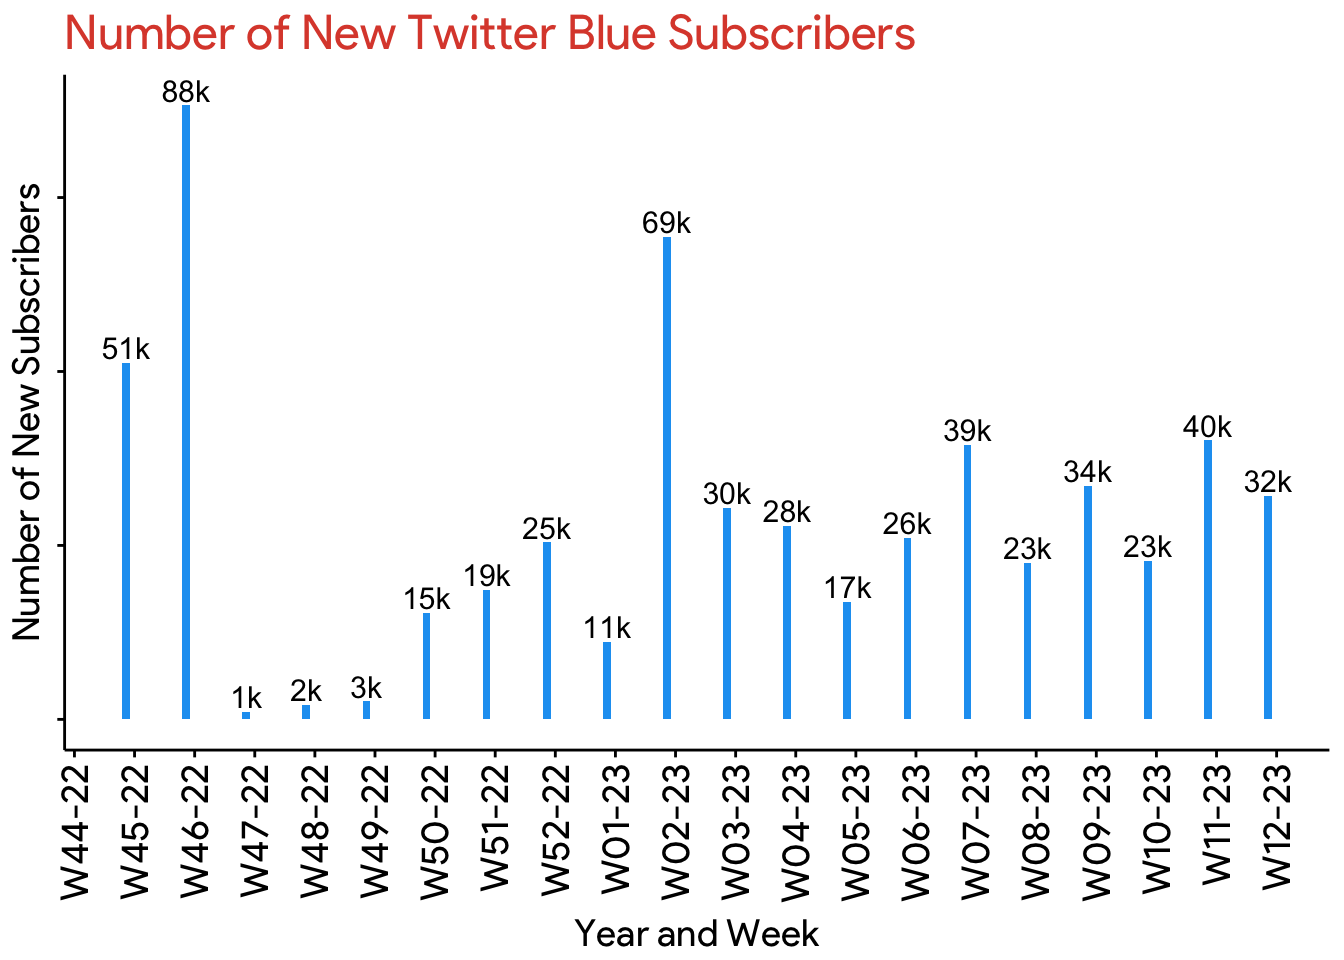 Number of New Twitter Blue Subscribers
Number of New Subscribers
51k
88k
1k
2k
3k
15k
19k
25k
11k
69k
30k
28k
17k
26k
39k
23k
34k
23k
40k
32k
W44-22
W45-22
W46-22
W47-22
W48-22
W49-22
W50-22
W51-22
W52-22
W01-23
W02-23
W03-23
W04-23
W05-23
W06-23
W07-23
W08-23
W09-23
W10-23
W11-23
W12-23
Year and Week